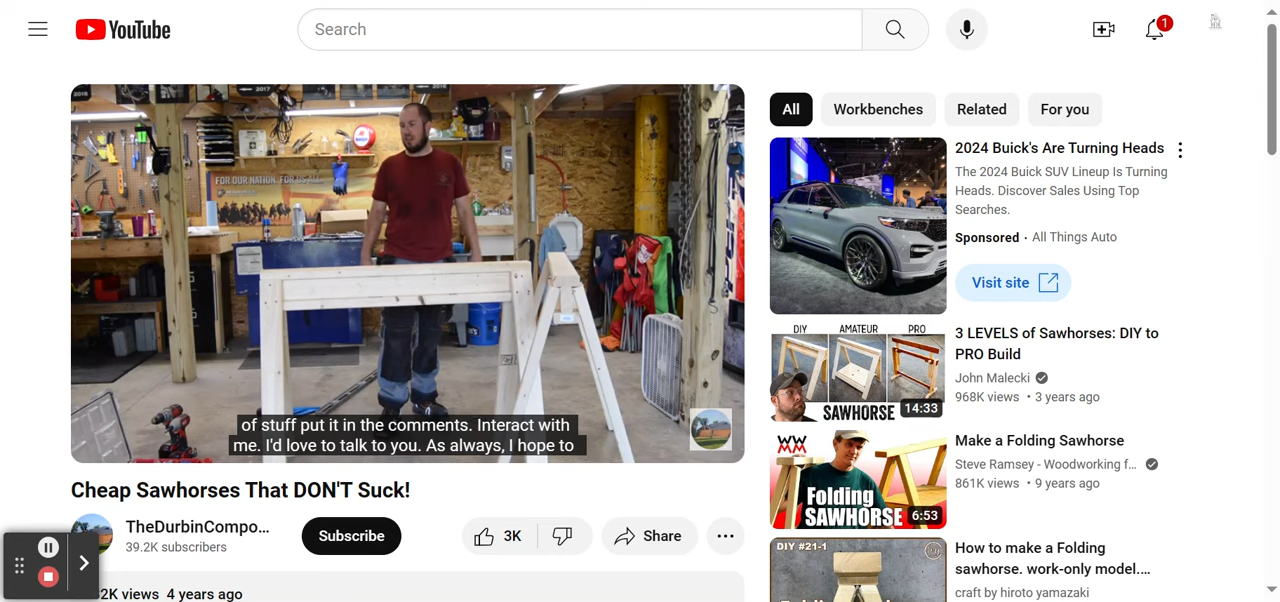 YouTube
Search
1
2016
2017
2018
FOR OUR NATION. FOR US ALL.
of stuff put it in the comments. Interact with
me. I'd love to talk to you. As always, I hope to
Cheap Sawhorses That DON'T Suck!
TheDurbinCompo...
39.2K subscribers
Subscribe
3K
Share
2K views 4 years ago
All
Workbenches
Related
For you
2024 Buick's Are Turning Heads
The 2024 Buick SUV Lineup Is Turning
Heads. Discover Sales Using Top
Searches.
Sponsored · All Things Auto
Visit site
DIY AMATEUR PRO
SAWHORSE
14:33
3 LEVELS of Sawhorses: DIY to
PRO Build
John Malecki
968K views • 3 years ago
WWMM
Folding
SAWHORSE
6:53
Make a Folding Sawhorse
Steve Ramsey - Woodworking f...
861K views • 9 years ago
DIY #21-1
How to make a Folding
sawhorse. work-only model....
craft by hiroto yamazaki